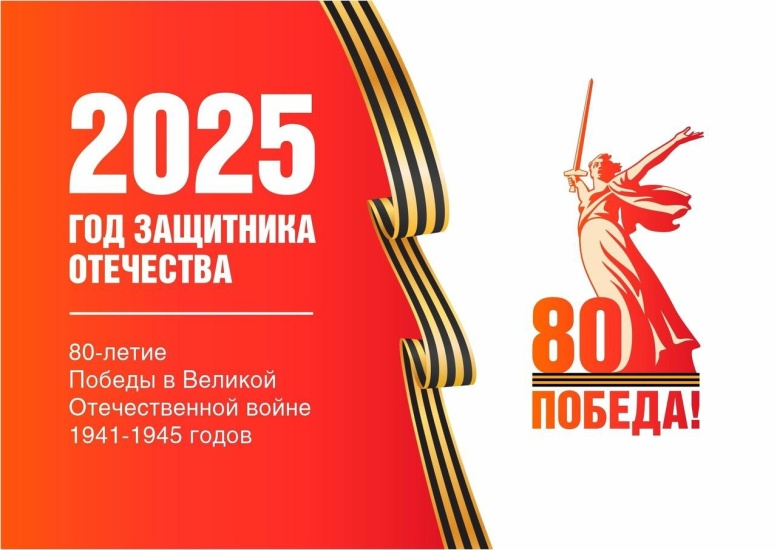 2025
ГОД ЗАЩИТНИКА
ОТЕЧЕСТВА
80-летие
Победы в Великой
Отечественной войне
1941-1945 годов
80
ПОБЕДА!